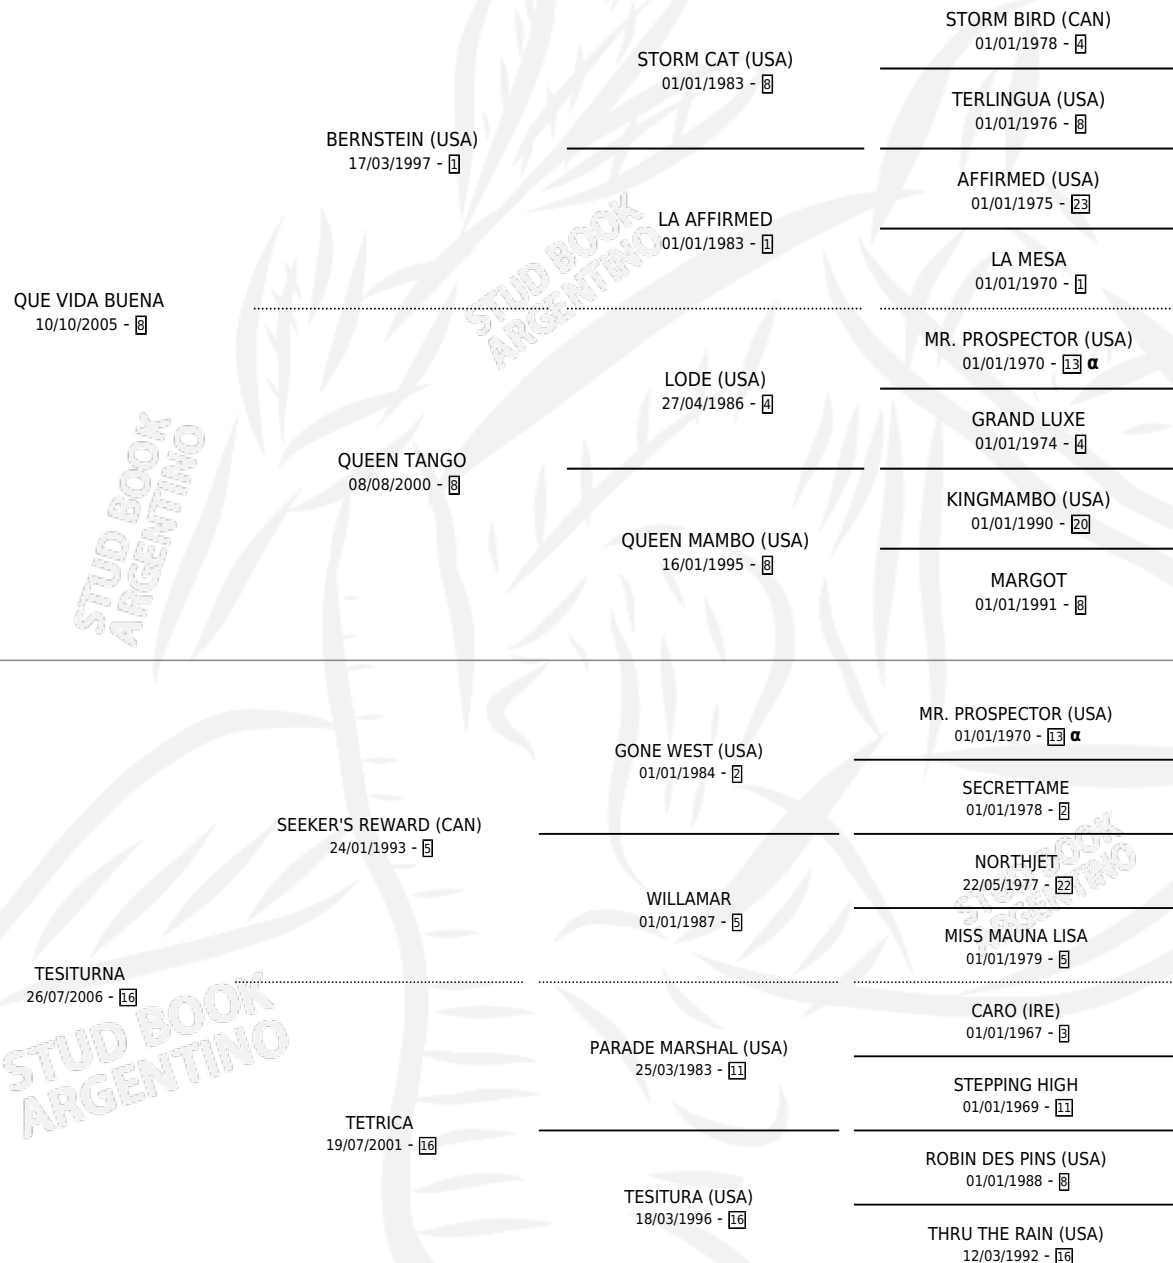 STORM BIRD (CAN)
01/01/1978 - 4
STORM CAT (USA)
01/01/1983 - 8
TERLINGUA (USA)
01/01/1976 - 8
BERNSTEIN (USA)
17/03/1997 - 1
AFFIRMED (USA)
01/01/1975 - 23
LA AFFIRMED
01/01/1983 - 1
LA MESA
01/01/1970 - 1
QUE VIDA BUENA
10/10/2005 - 8
MR. PROSPECTOR (USA)
01/01/1970 - 13 α
LODE (USA)
27/04/1986 - 4
GRAND LUXE
01/01/1974 - 4
QUEEN TANGO
08/08/2000 - 8
KINGMAMBO (USA)
01/01/1990 - 20
QUEEN MAMBO (USA)
16/01/1995 - 8
MARGOT
01/01/1991 - 8
MR. PROSPECTOR (USA)
01/01/1970 - 13 α
GONE WEST (USA)
01/01/1984 - 2
SECRETTAME
01/01/1978 - 2
SEEKER'S REWARD (CAN)
24/01/1993 - 5
NORTHJET
22/05/1977 - 22
WILLAMAR
01/01/1987 - 5
MISS MAUNA LISA
01/01/1979 - 5
TESITURNA
26/07/2006 - 16
CARO (IRE)
01/01/1967 - 3
PARADE MARSHAL (USA)
25/03/1983 - 11
STEPPING HIGH
01/01/1969 - 11
TETRICA
19/07/2001 - 16
ROBIN DES PINS (USA)
01/01/1988 - 8
TESITURA (USA)
18/03/1996 - 16
THRU THE RAIN (USA)
12/03/1992 - 16
STUD BOOK
ARGENTINO
STUD BOOK
ARGENTINO
STUD BOOK
ARGENTINO
STUD BOOK
ARGENTINO